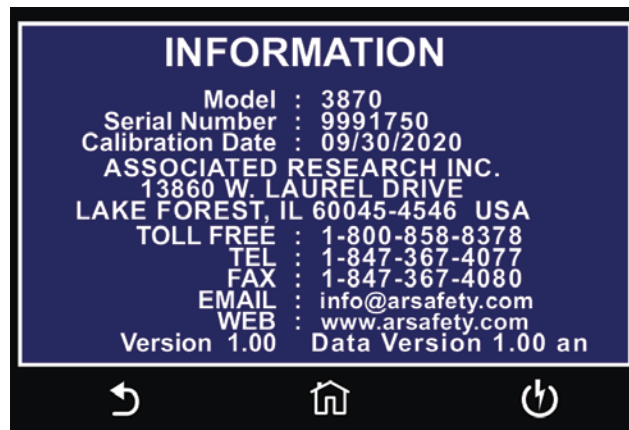 INFORMATION
Model : 3870
Serial Number : 9991750
Calibration Date : 09/30/2020
ASSOCIATED RESEARCH INC.
13860 W. LAUREL DRIVE
LAKE FOREST, IL 60045-4546 USA
TOLL FREE : 1-800-858-8378
TEL : 1-847-367-4077
FAX : 1-847-367-4080
EMAIL : info@arsafety.com
WEB : www.arsafety.com
Version 1.00 Data Version 1.00 an